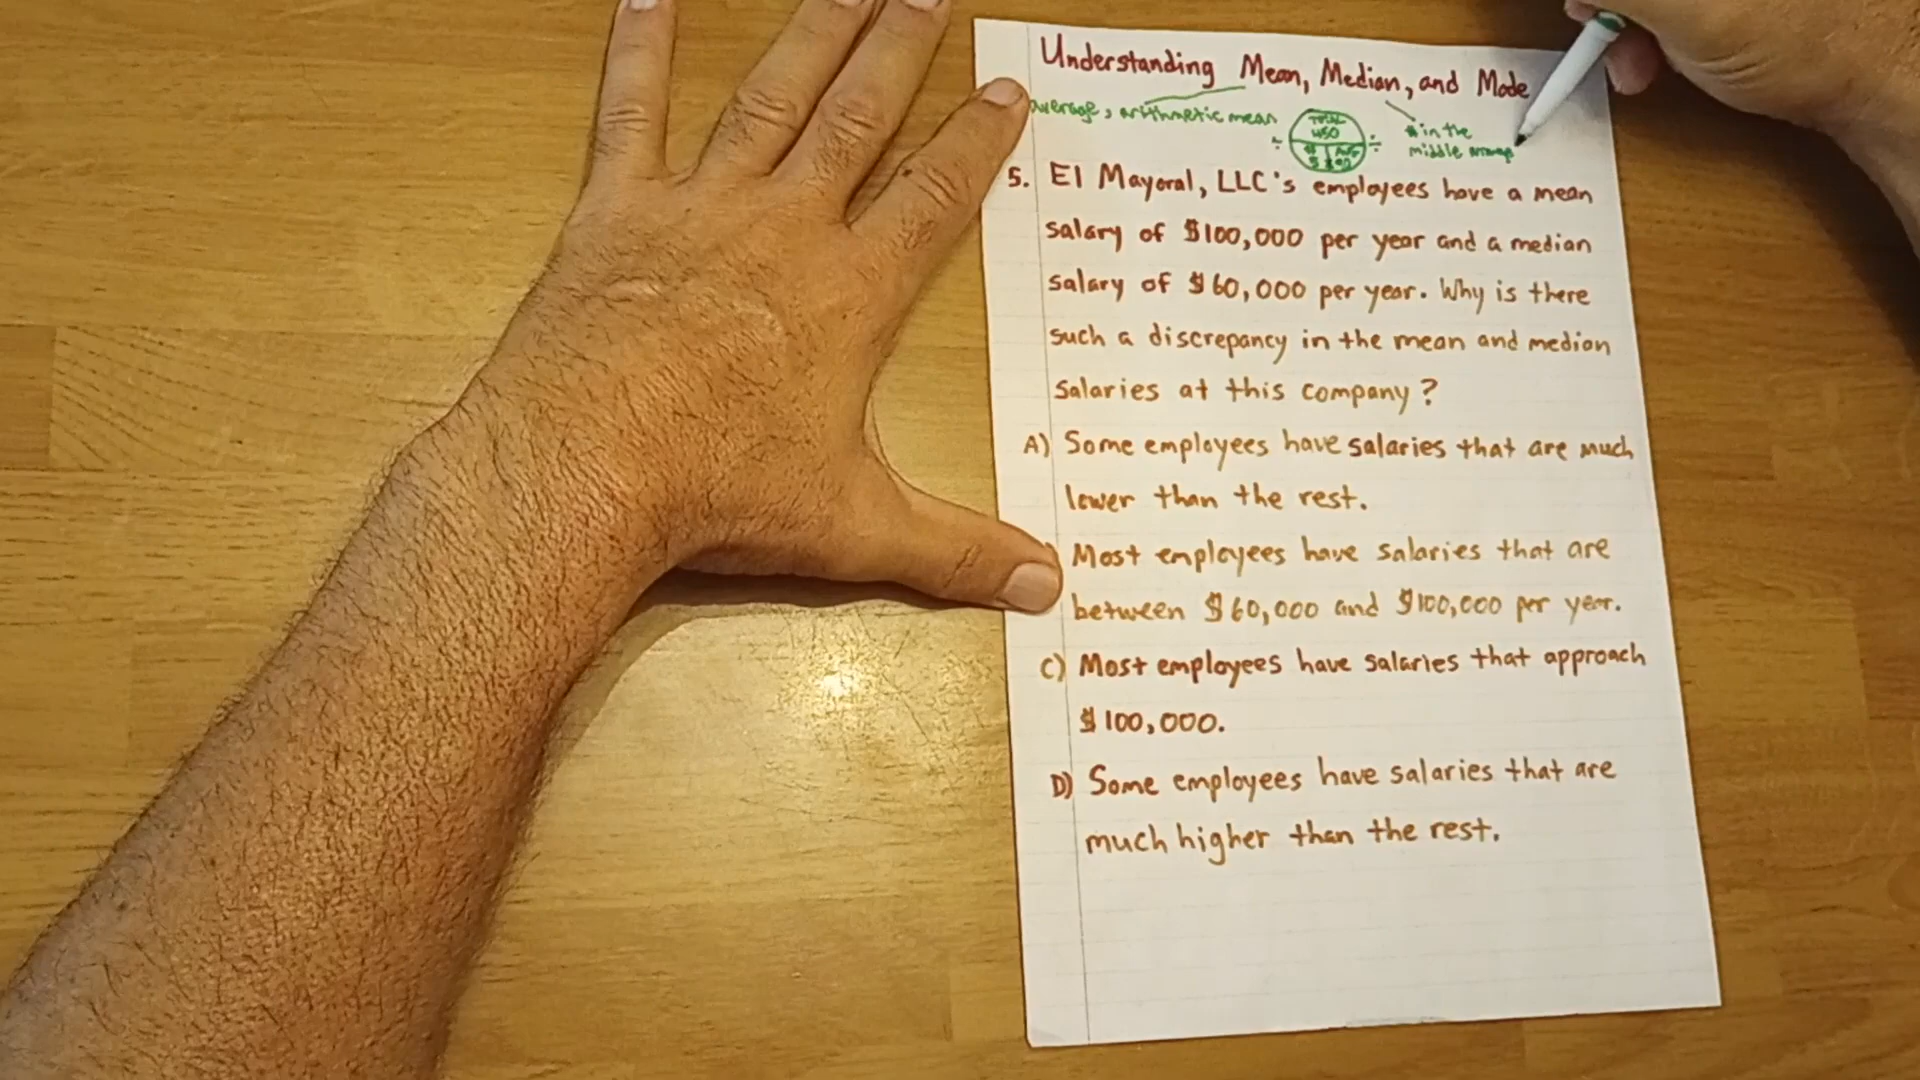 Understanding Mean, Median, and Mode
average, arithmetic mean
÷ TOTAL ÷
450
# in the
middle
5. El Mayoral, LLC's employees have a mean
salary of $100,000 per year and a median
salary of $60,000 per year. Why is there
such a discrepancy in the mean and median
salaries at this company?
A) Some employees have salaries that are much
lower than the rest.
) Most employees have salaries that are
between $60,000 and $100,000 per year.
C) Most employees have salaries that approach
$100,000.
D) Some employees have salaries that are
much higher than the rest.